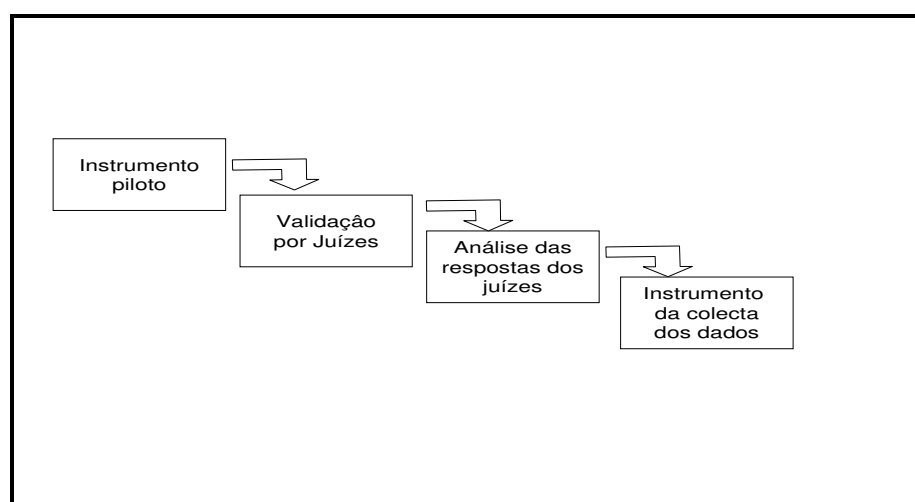 Instrumento
piloto
Validaçâo
por Juízes
Análise das
respostas dos
juízes
Instrumento
da colecta
dos dados